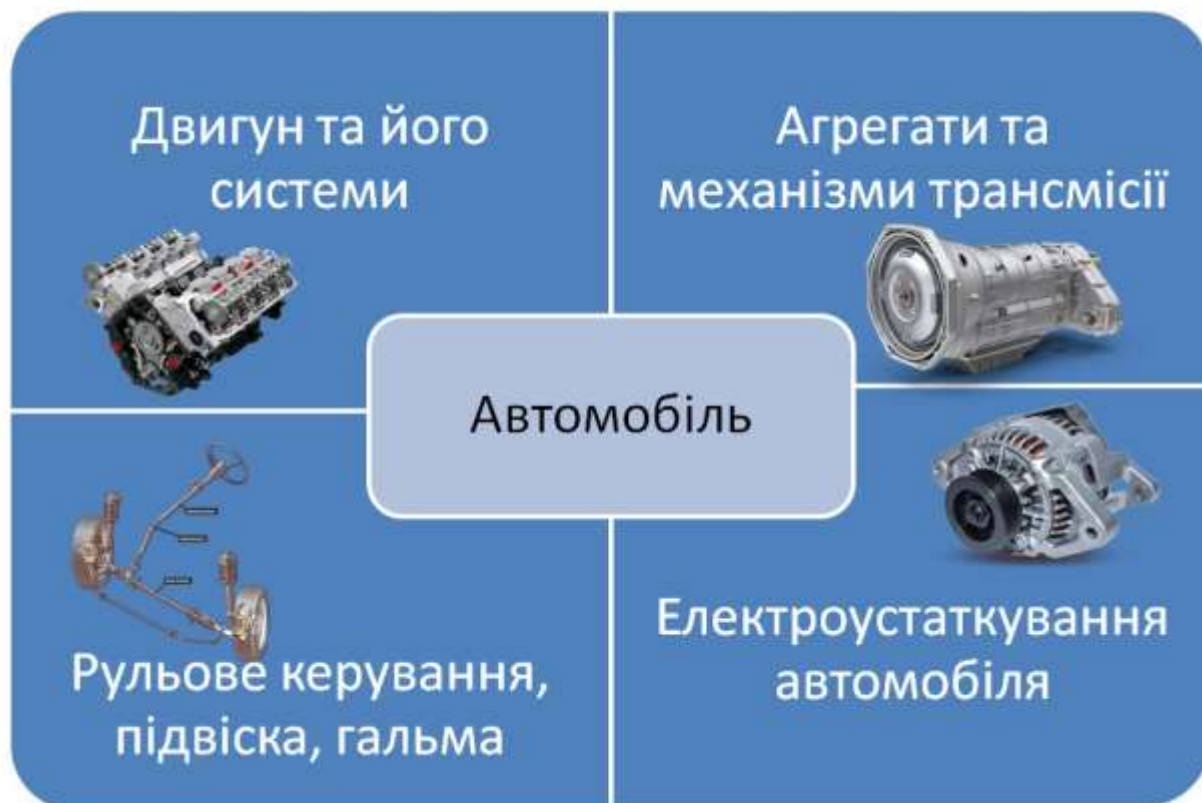 Двигун та його
системи
Агрегати та
механізми трансмісії
Автомобіль
Рульове керування,
підвіска, гальма
Електроустаткування
автомобіля